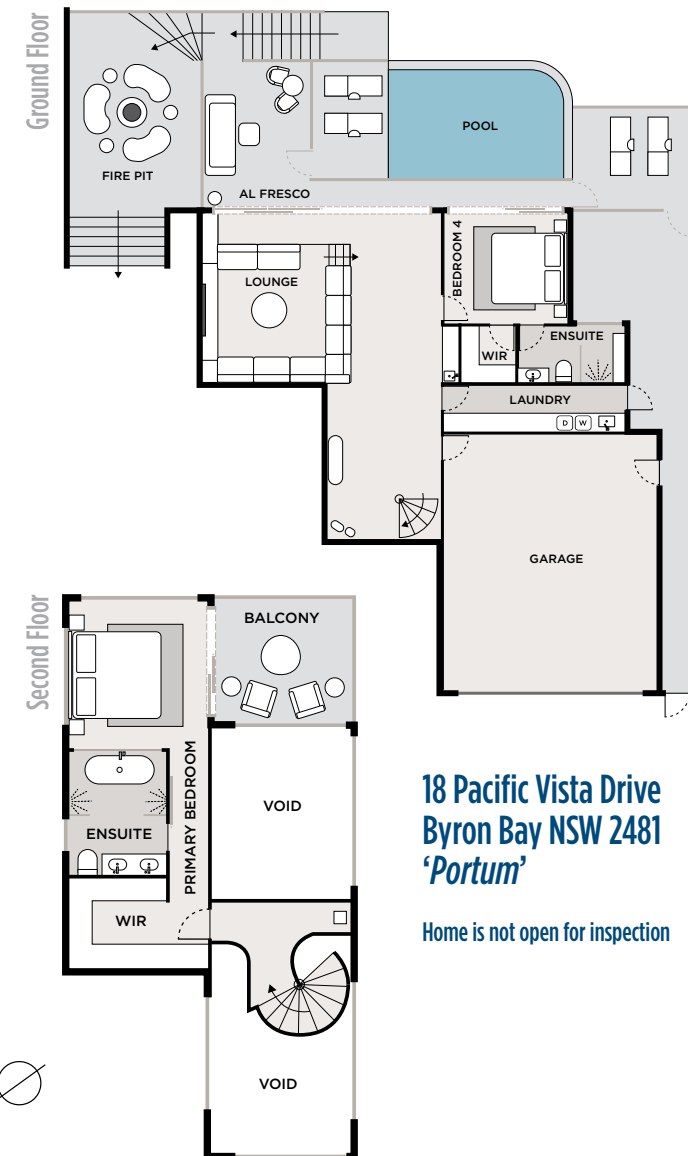 Ground Floor
POOL
FIRE PIT
AL FRESCO
LOUNGE
BEDROOM 4
ENSUITE
WIR
LAUNDRY
D W
GARAGE
Second Floor
BALCONY
PRIMARY BEDROOM
VOID
ENSUITE
WIR
VOID
18 Pacific Vista Drive
Byron Bay NSW 2481
‘Portum’
Home is not open for inspection